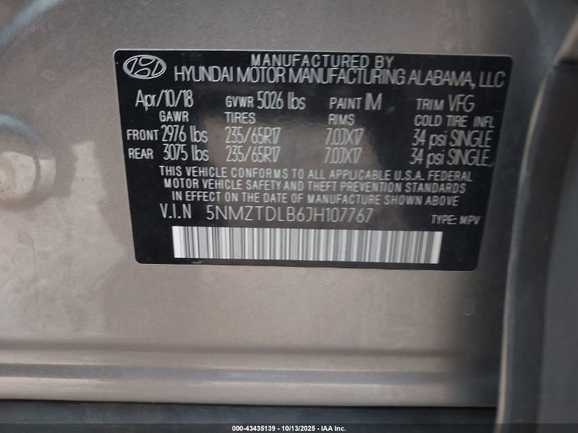 MANUFACTURED BY
HYUNDAI MOTOR MANUFACTURING ALABAMA, LLC
Apr/10/18 GVWR 5026 lbs PAINT IM TRIM VFG
GAWR TIRES RIMS COLD TIRE INFL
FRONT 2976 lbs 235/65R17 7.0JX17 34 psi SINGLE
REAR 3075 lbs 235/65R17 7.0JX17 34 psi SINGLE
THIS VEHICLE CONFORMS TO ALL APPLICABLE U.S.A. FEDERAL
MOTOR VEHICLE SAFETY AND THEFT PREVENTION STANDARDS
IN EFFECT ON THE DATE OF MANUFACTURE SHOWN ABOVE
V.I.N 5NMZTDLB6JH107767 TYPE: MPV
000-43435139 - 10/13/2025 - IAA Inc.